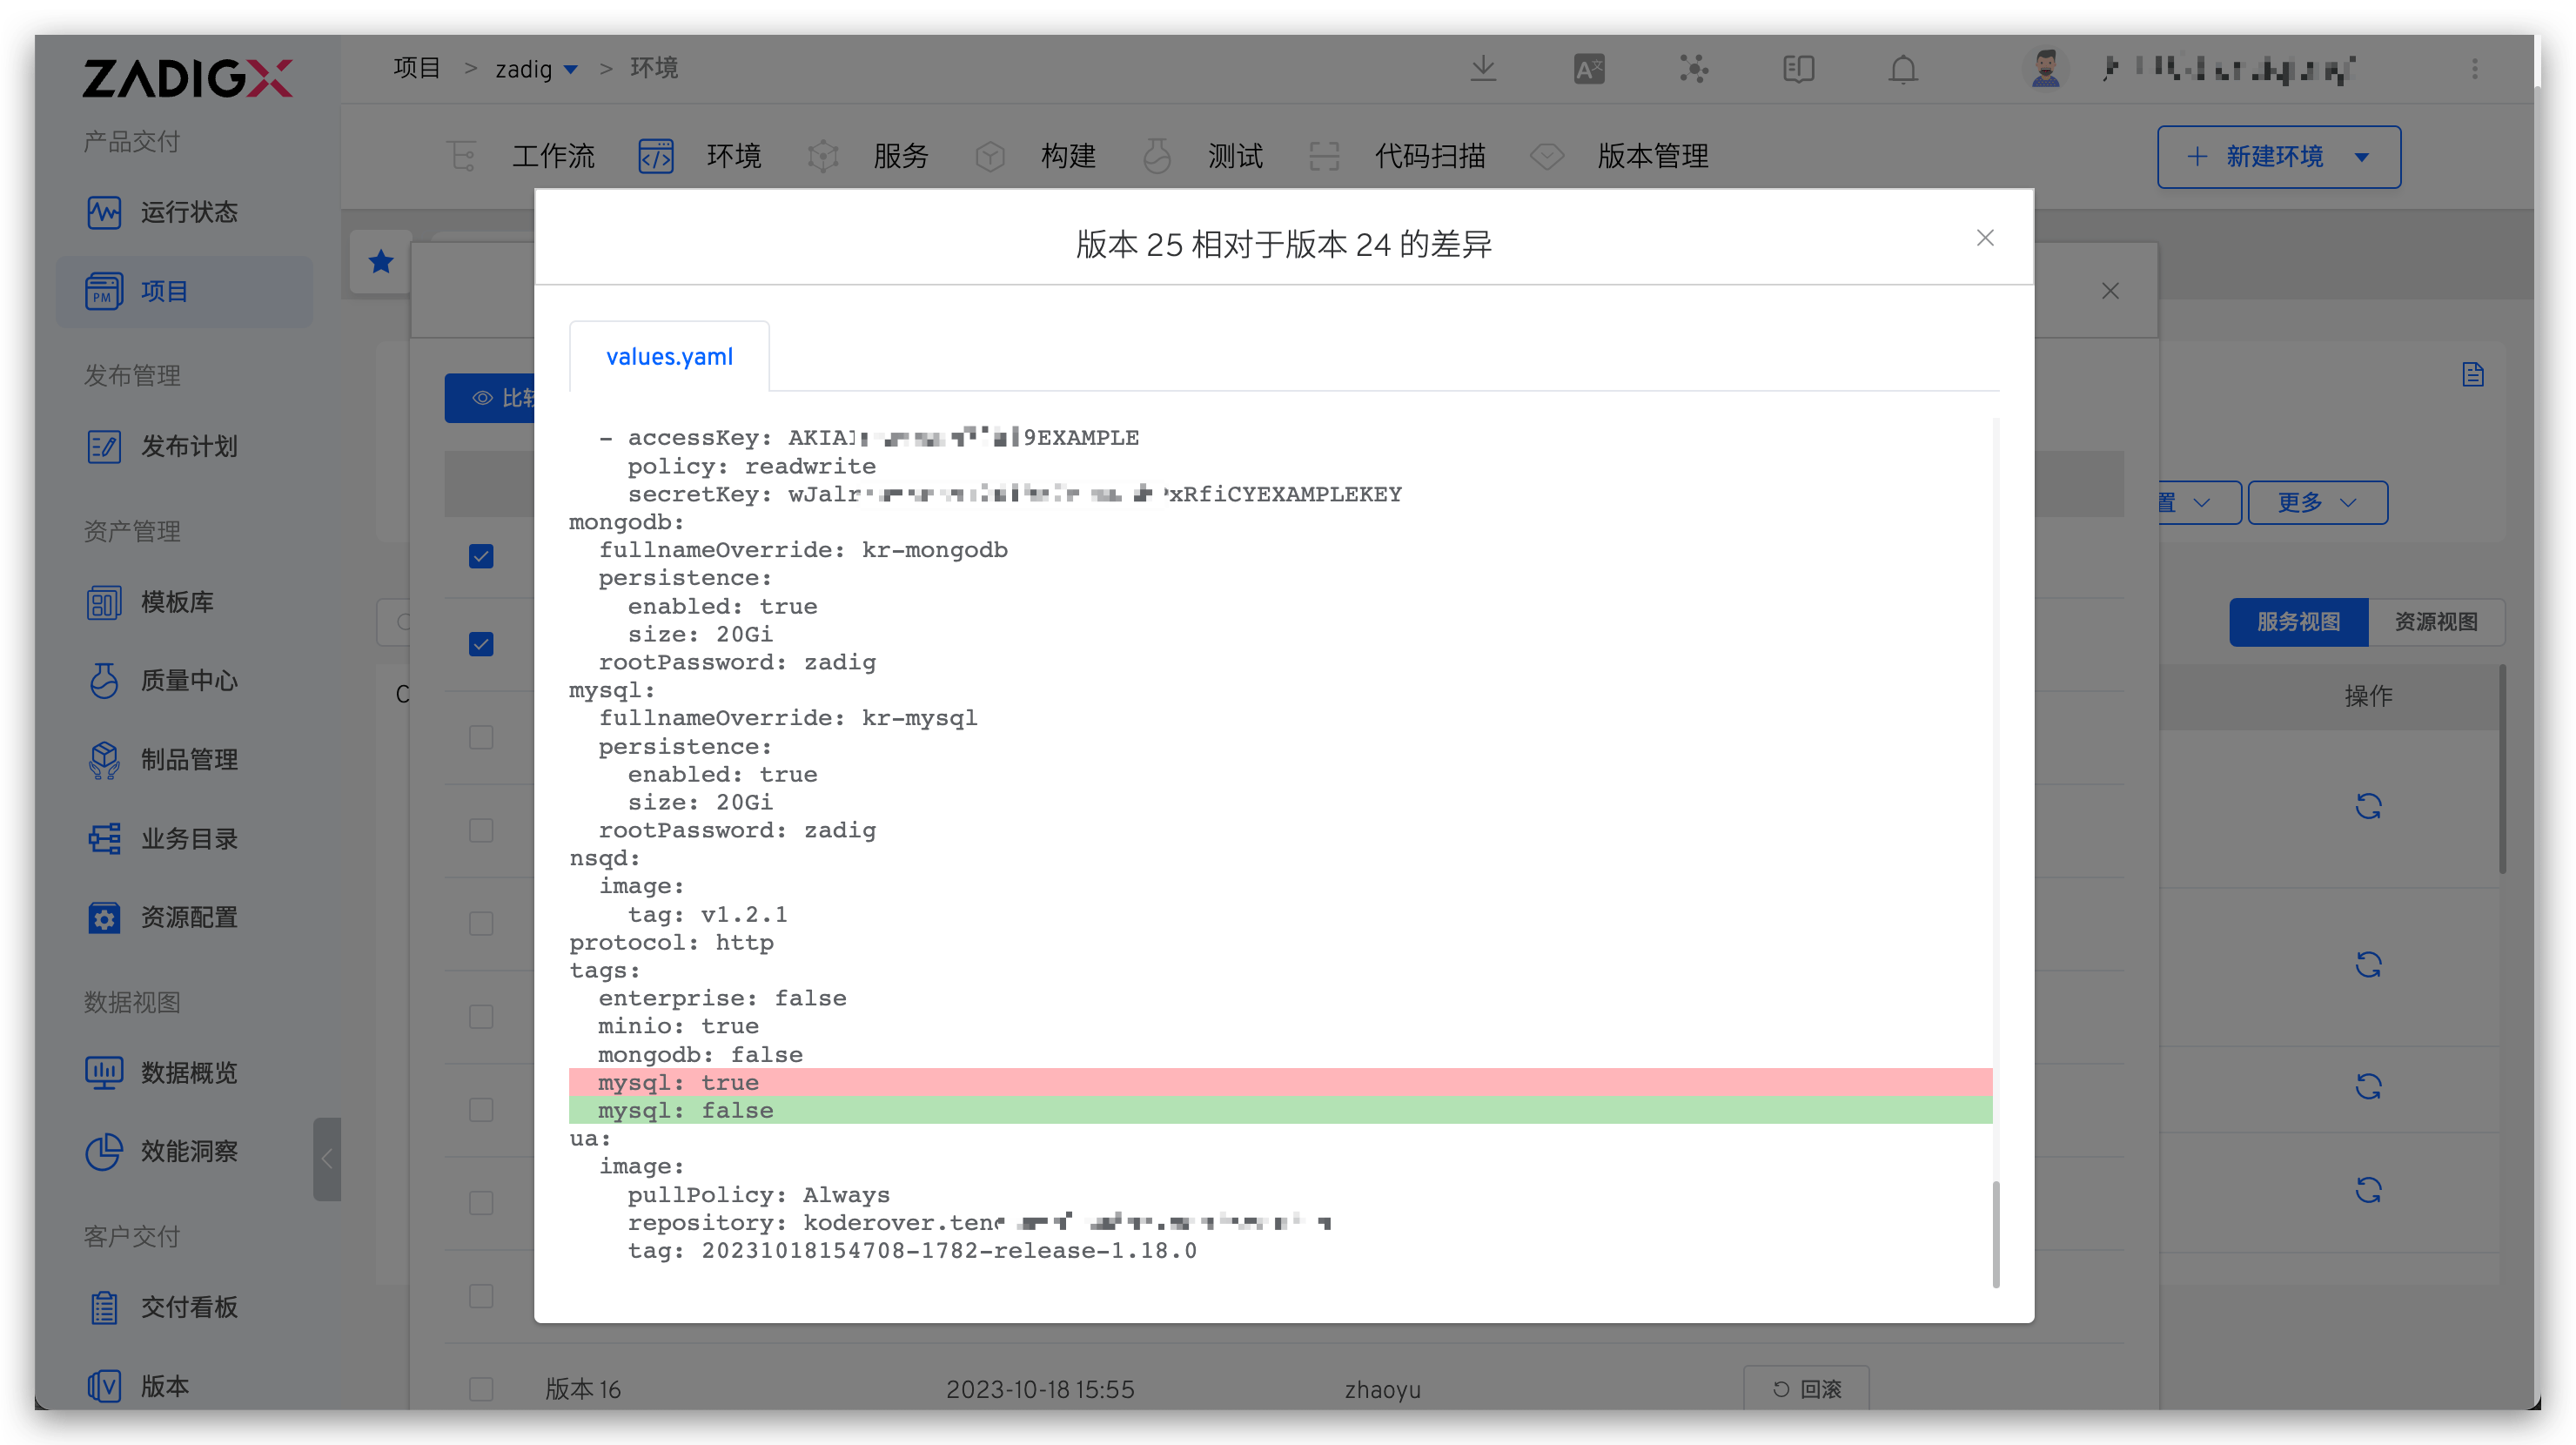 ZADIGX
项目 > zadig > 环境
工作流 环境 服务 构建 测试 代码扫描 版本管理
+ 新建环境
产品交付
运行状态
项目
发布管理
发布计划
资产管理
模板库
质量中心
制品管理
业务目录
资源配置
数据视图
数据概览
效能洞察
客户交付
交付看板
版本
版本 25 相对于版本 24 的差异
values.yaml
- accessKey: AKIA 9EXAMPLE
policy: readwrite
secretKey: wJalr xRfiCYEXAMPLEKEY
mongodb:
fullnameOverride: kr-mongodb
persistence:
enabled: true
size: 20Gi
rootPassword: zadig
mysql:
fullnameOverride: kr-mysql
persistence:
enabled: true
size: 20Gi
rootPassword: zadig
nsqd:
image:
tag: v1.2.1
protocol: http
tags:
enterprise: false
minio: true
mongodb: false
mysql: true
mysql: false
ua:
image:
pullPolicy: Always
repository: koderover.ten
tag: 20231018154708-1782-release-1.18.0
比较
置
更多
服务视图 资源视图
操作
版本 16 2023-10-18 15:55 zhaoyu 回滚